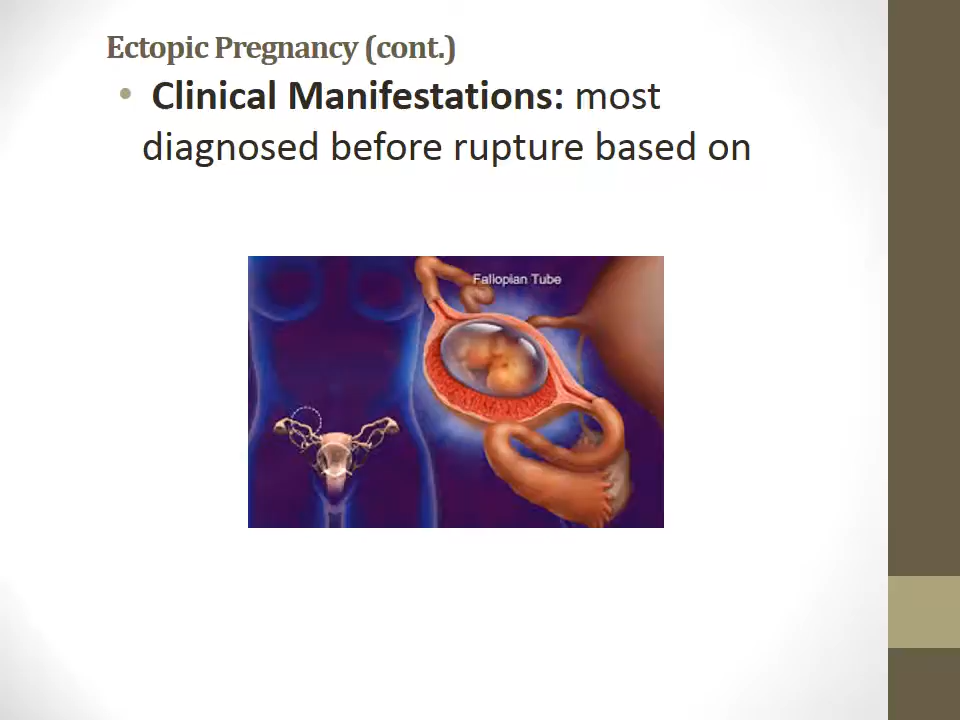 Ectopic Pregnancy (cont.)
• Clinical Manifestations: most
diagnosed before rupture based on
Fallopian Tube